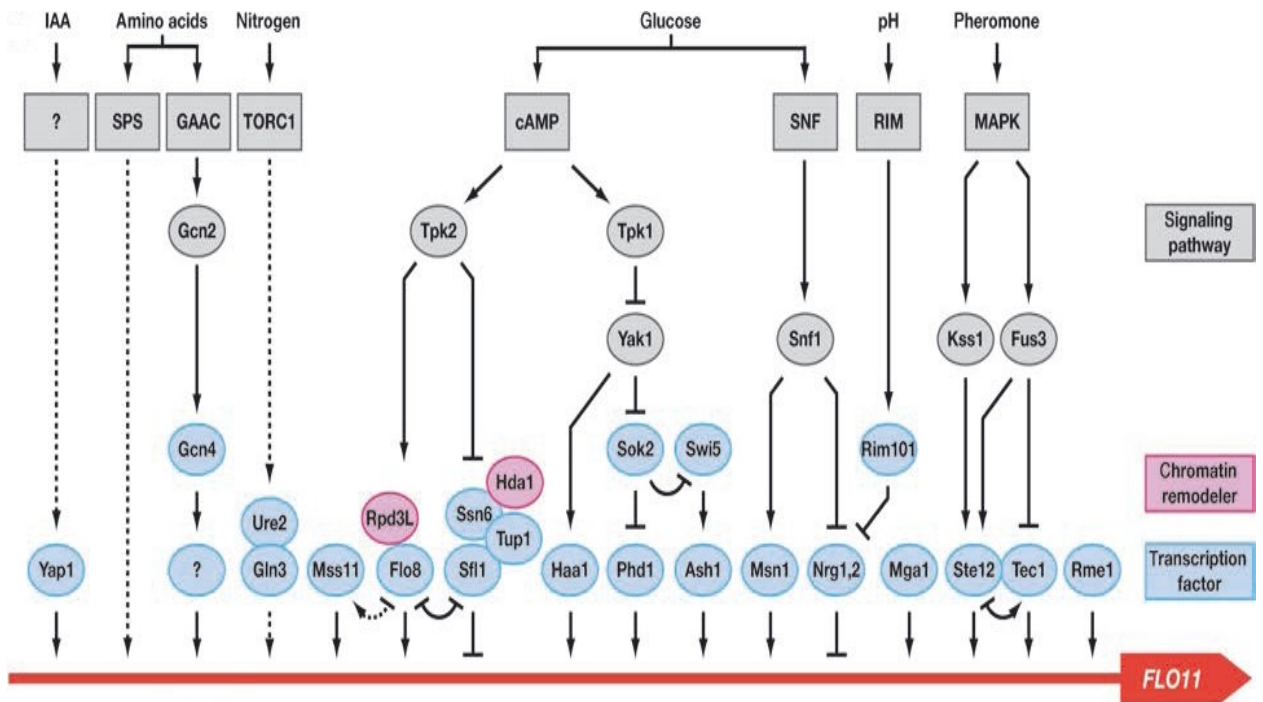 IAA Amino acids Nitrogen Glucose pH Pheromone
? SPS GAAC TORC1 cAMP SNF RIM MAPK
Gcn2 Tpk2 Tpk1
Signaling
pathway
Yak1 Snf1 Kss1 Fus3
Gcn4 Sok2 Swi5 Rim101
Hda1
Chromatin
remodeler
Ure2 Rpd3L Ssn6
Tup1
Yap1 ? Gln3 Mss11 Flo8 Sfl1 Haa1 Phd1 Ash1 Msn1 Nrg1,2 Mga1 Ste12 Tec1 Rme1
Transcription
factor
FLO11